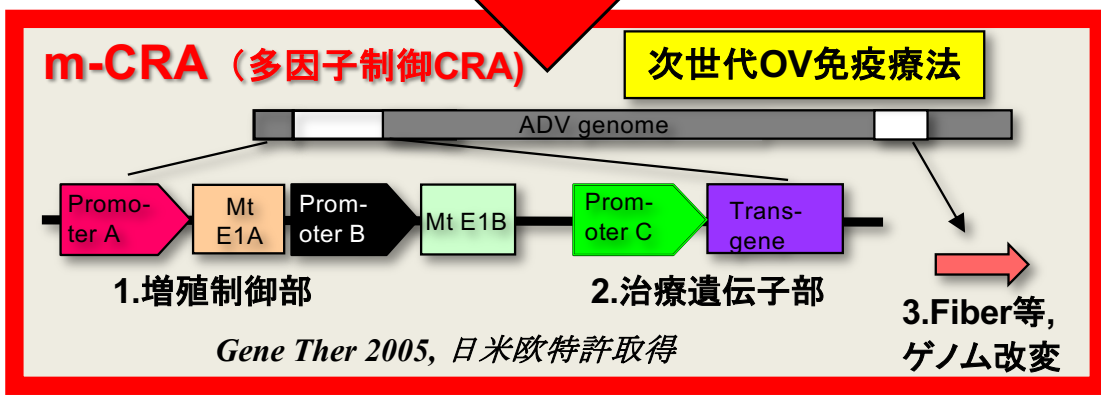 m-CRA（多因子制御CRA)
次世代OV免疫療法
ADV genome
Promo-
ter A
Mt
E1A
Prom-
oter B
Mt E1B
Prom-
oter C
Trans-
gene
1.増殖制御部
2.治療遺伝子部
3.Fiber等,
ゲノム改変
Gene Ther 2005, 日米欧特許取得